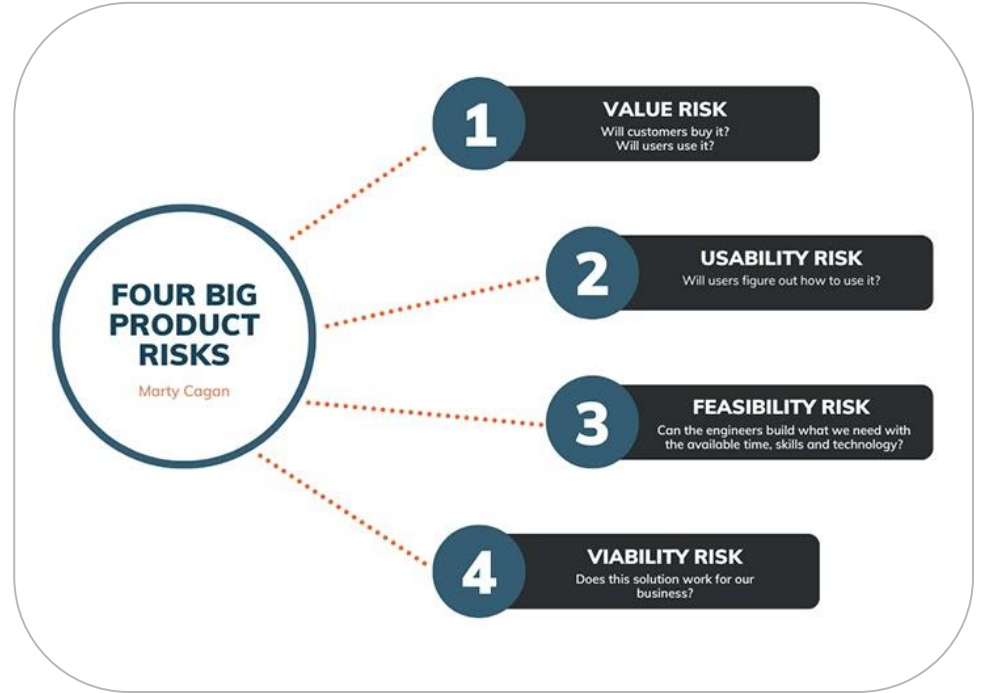 FOUR BIG
PRODUCT
RISKS
Marty Cagan
1
VALUE RISK
Will customers buy it?
Will users use it?
2
USABILITY RISK
Will users figure out how to use it?
3
FEASIBILITY RISK
Can the engineers build what we need with
the available time, skills and technology?
4
VIABILITY RISK
Does this solution work for our
business?